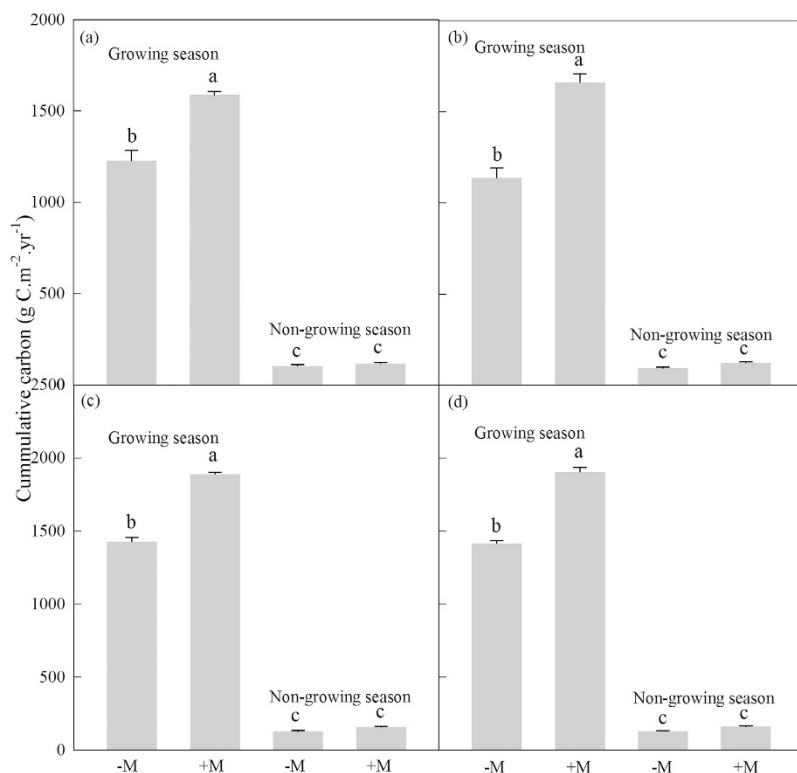 Cummulative carbon (g C.m-2.yr-1)
2000
1500
1000
500
2500
2000
1500
1000
500
0
(a)
Growing season
b
a
Non-growing season
c
c
(b)
Growing season
b
a
Non-growing season
c
c
(c)
Growing season
b
a
Non-growing season
c
c
(d)
Growing season
b
a
Non-growing season
c
c
-M +M -M +M
-M +M -M +M